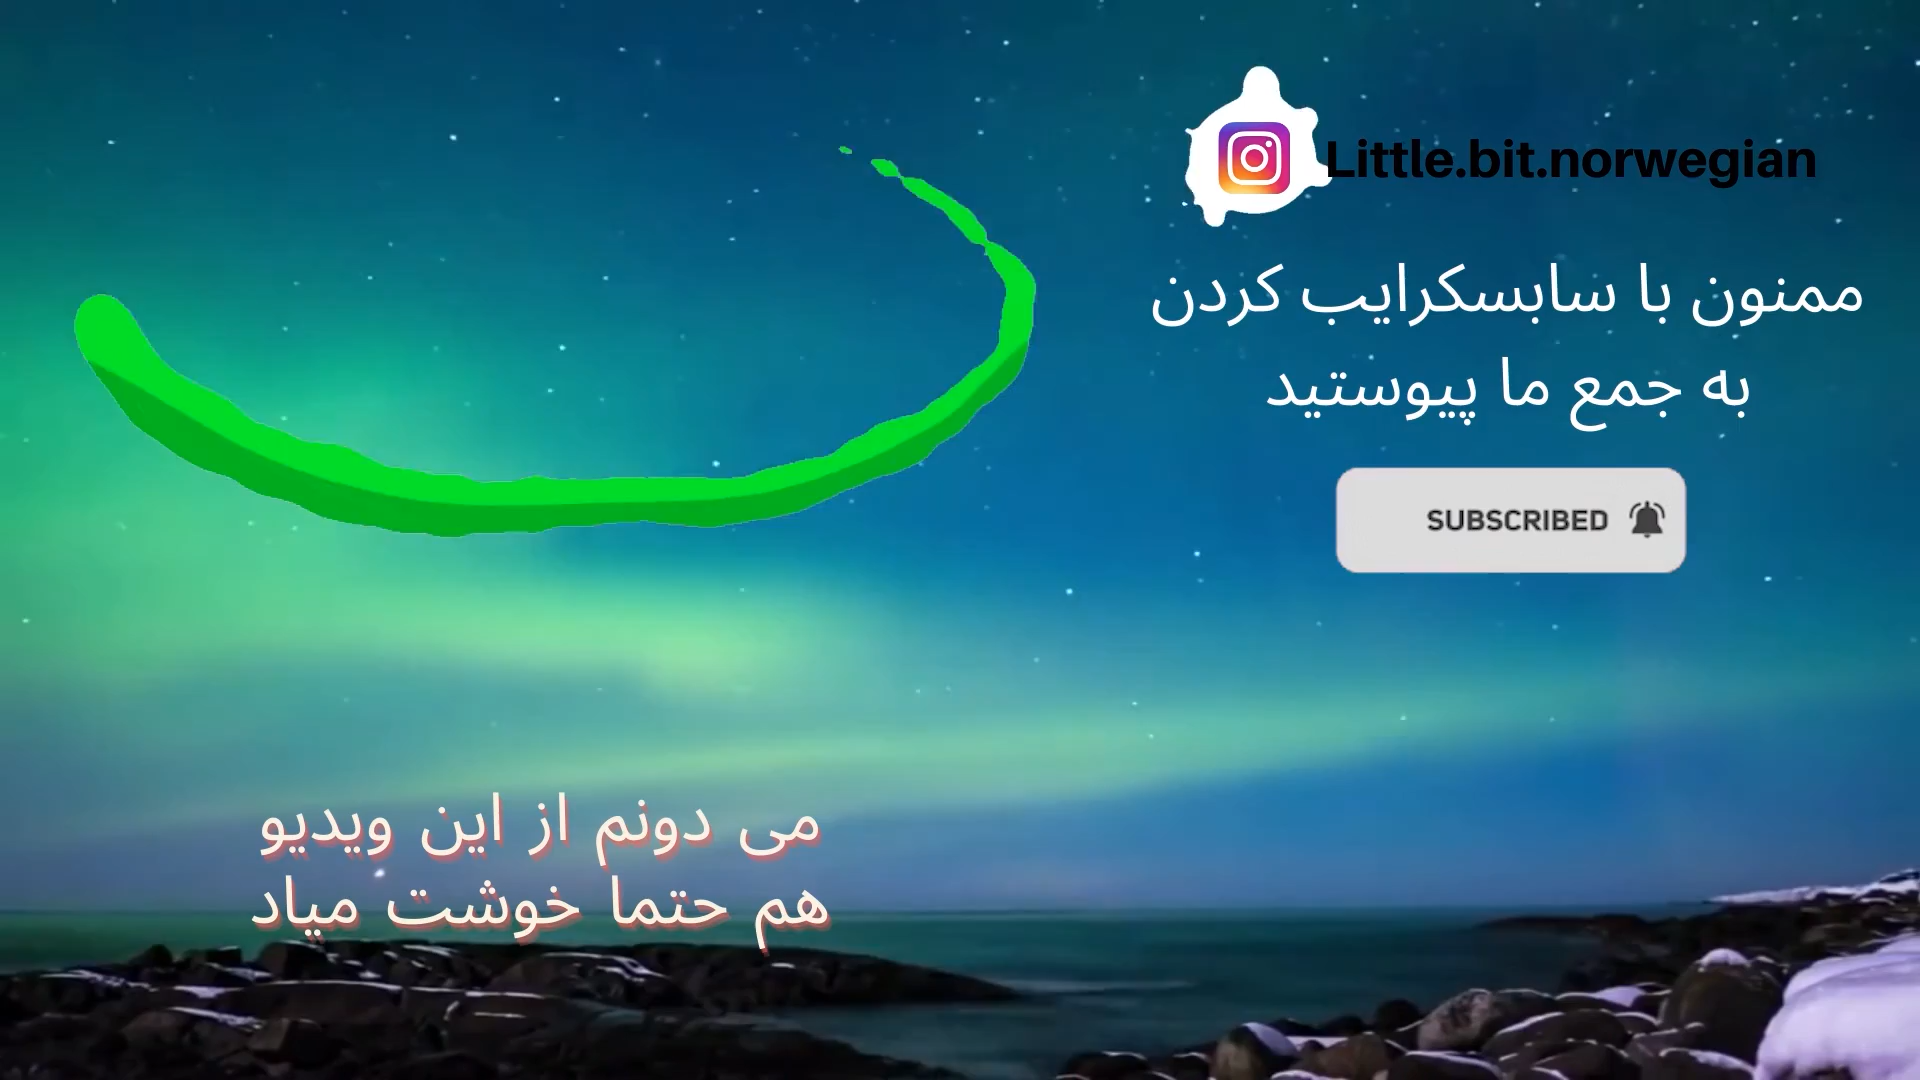 Little.bit.norwegian
ممنون با سابسکرایب کردن
به جمع ما پیوستید
SUBSCRIBED
می دونم از این ویدیو
هم حتما خوشت میاد